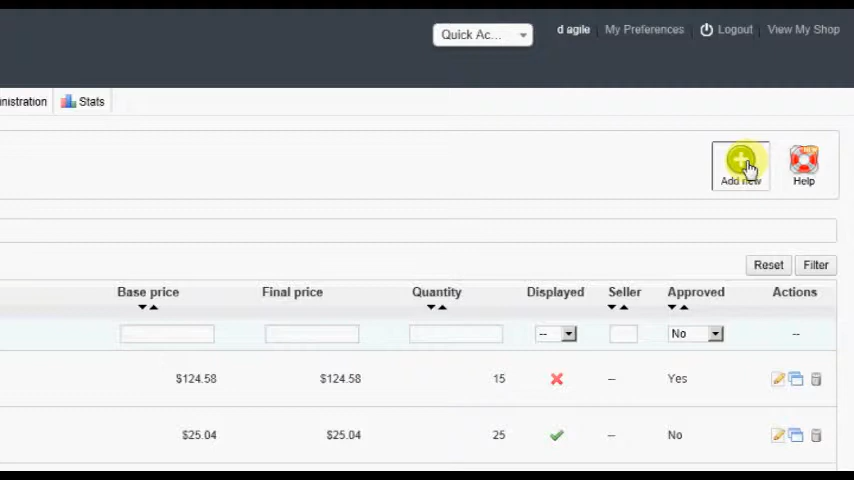 Quick Ac...
d agile
My Preferences
Logout
View My Shop
inistration
Stats
Add new
Help
Reset
Filter
Base price
Final price
Quantity
Displayed
Seller
Approved
Actions
--
No
--
$124.58
$124.58
15
--
Yes
$25.04
$25.04
25
--
No